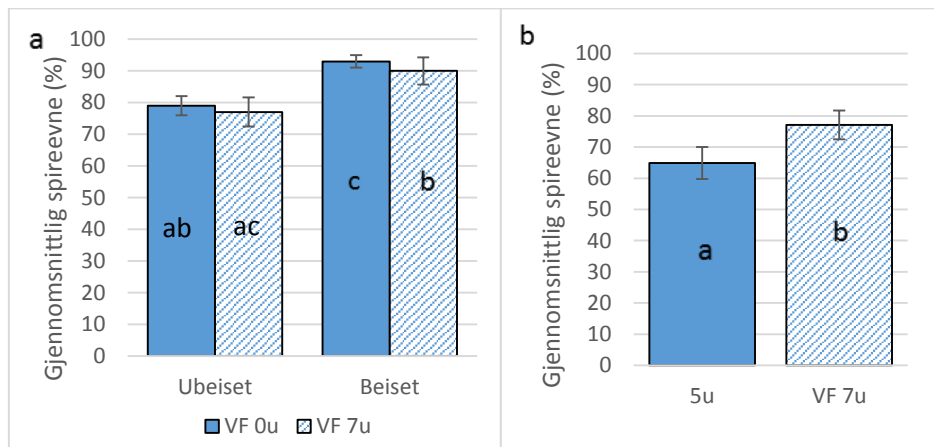 a
Gjennomsnittlig spireevne (%)
100
90
80
70
60
50
40
30
20
10
0
ab
ac
c
b
Ubeiset
Beiset
VF 0u
VF 7u
b
Gjennomsnittlig spireevne (%)
100
90
80
70
60
50
40
30
20
10
0
a
b
5u
VF 7u